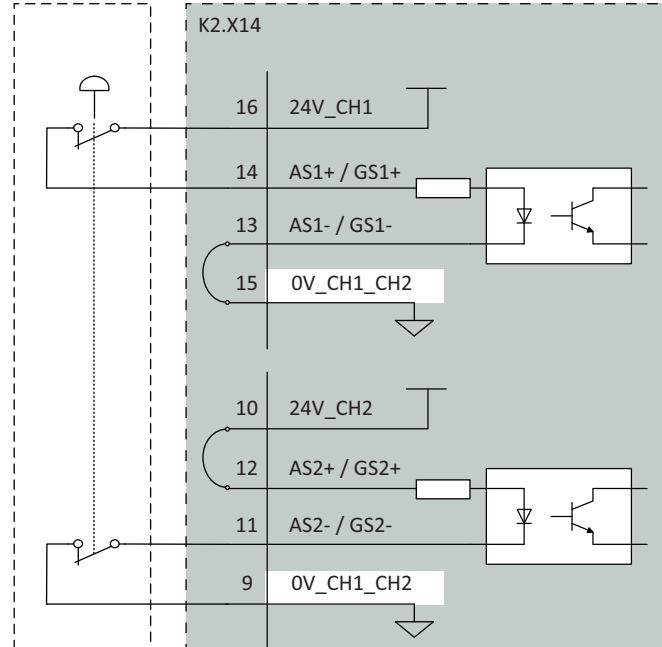 K2.X14
16 24V_CH1
14 AS1+ / GS1+
13 AS1- / GS1-
15 0V_CH1_CH2
10 24V_CH2
12 AS2+ / GS2+
11 AS2- / GS2-
9 0V_CH1_CH2